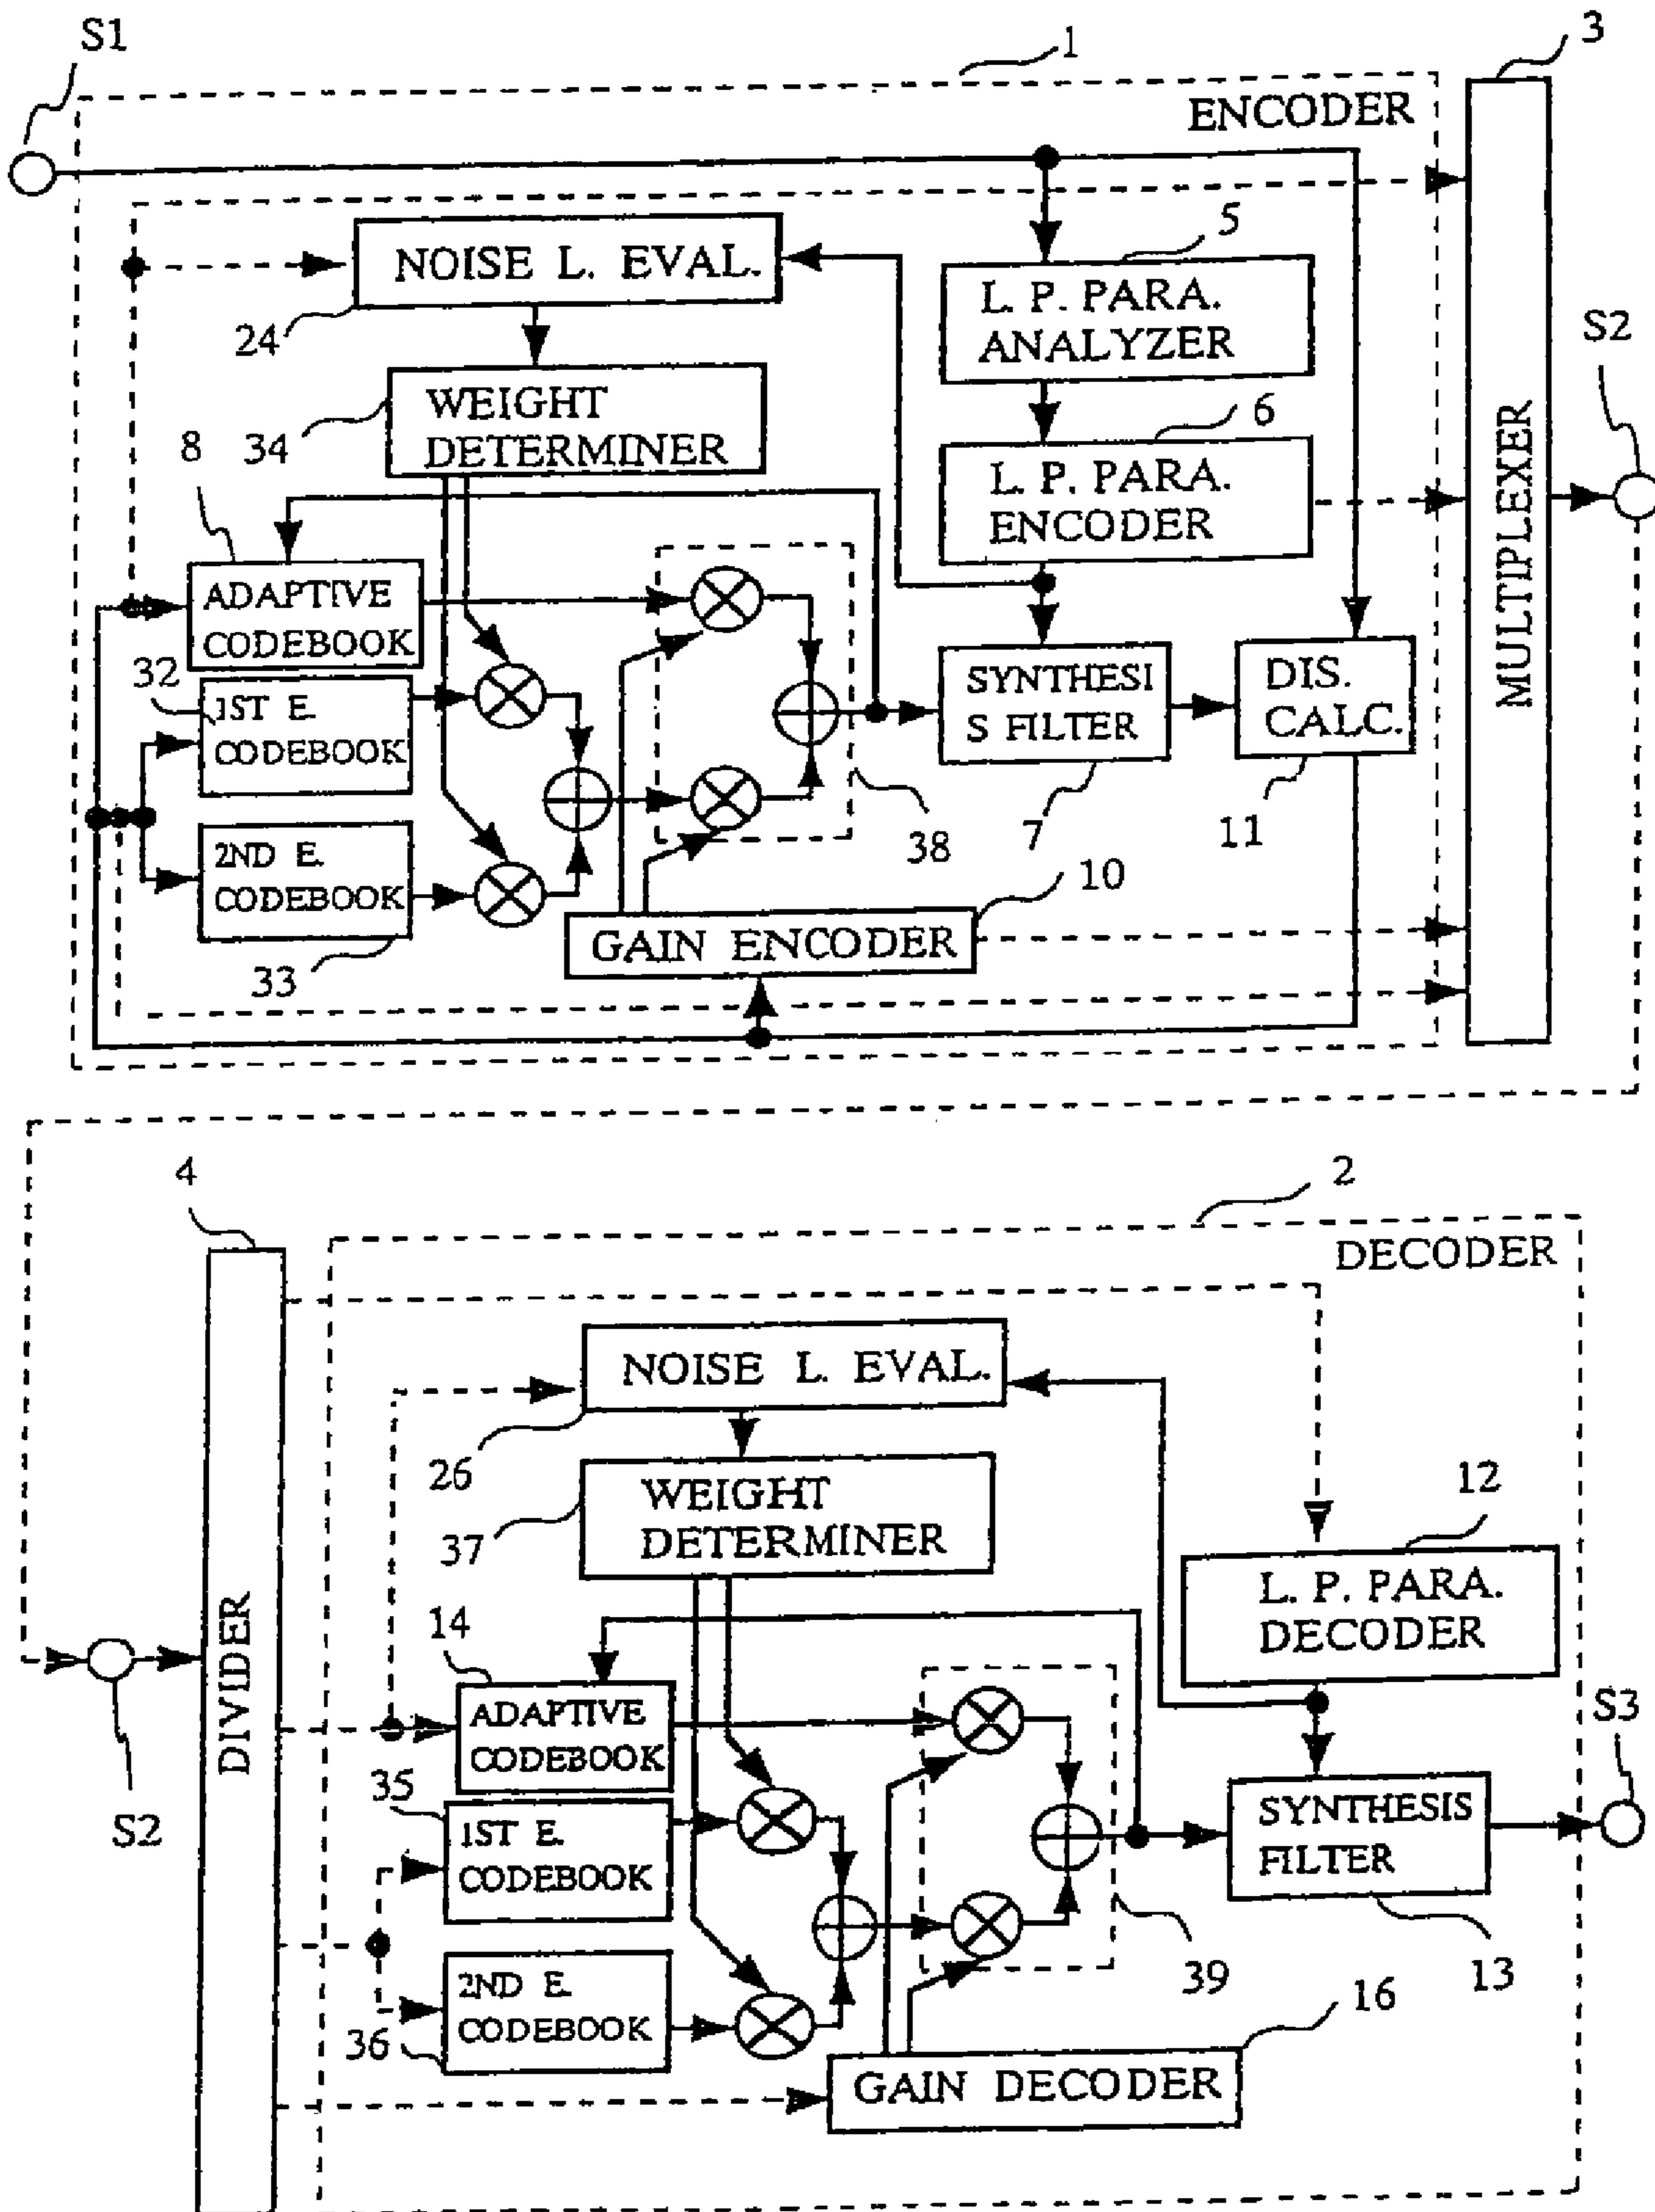 S1
1
3
ENCODER
NOISE L. EVAL.
24
5
L. P. PARA.
ANALYZER
S2
WEIGHT
DETERMINER
34
8
6
L. P. PARA.
ENCODER
MULTIPLEXER
ADAPTIVE
CODEBOOK
32
1ST E.
CODEBOOK
SYNTHESI
S FILTER
7
DIS.
CALC.
11
38
2ND E.
CODEBOOK
33
10
GAIN ENCODER
4
2
DECODER
NOISE L. EVAL.
26
WEIGHT
DETERMINER
37
12
L. P. PARA.
DECODER
DIVIDER
S2
14
ADAPTIVE
CODEBOOK
S3
35
1ST E.
CODEBOOK
SYNTHESIS
FILTER
13
39
2ND E.
CODEBOOK
36
16
GAIN DECODER